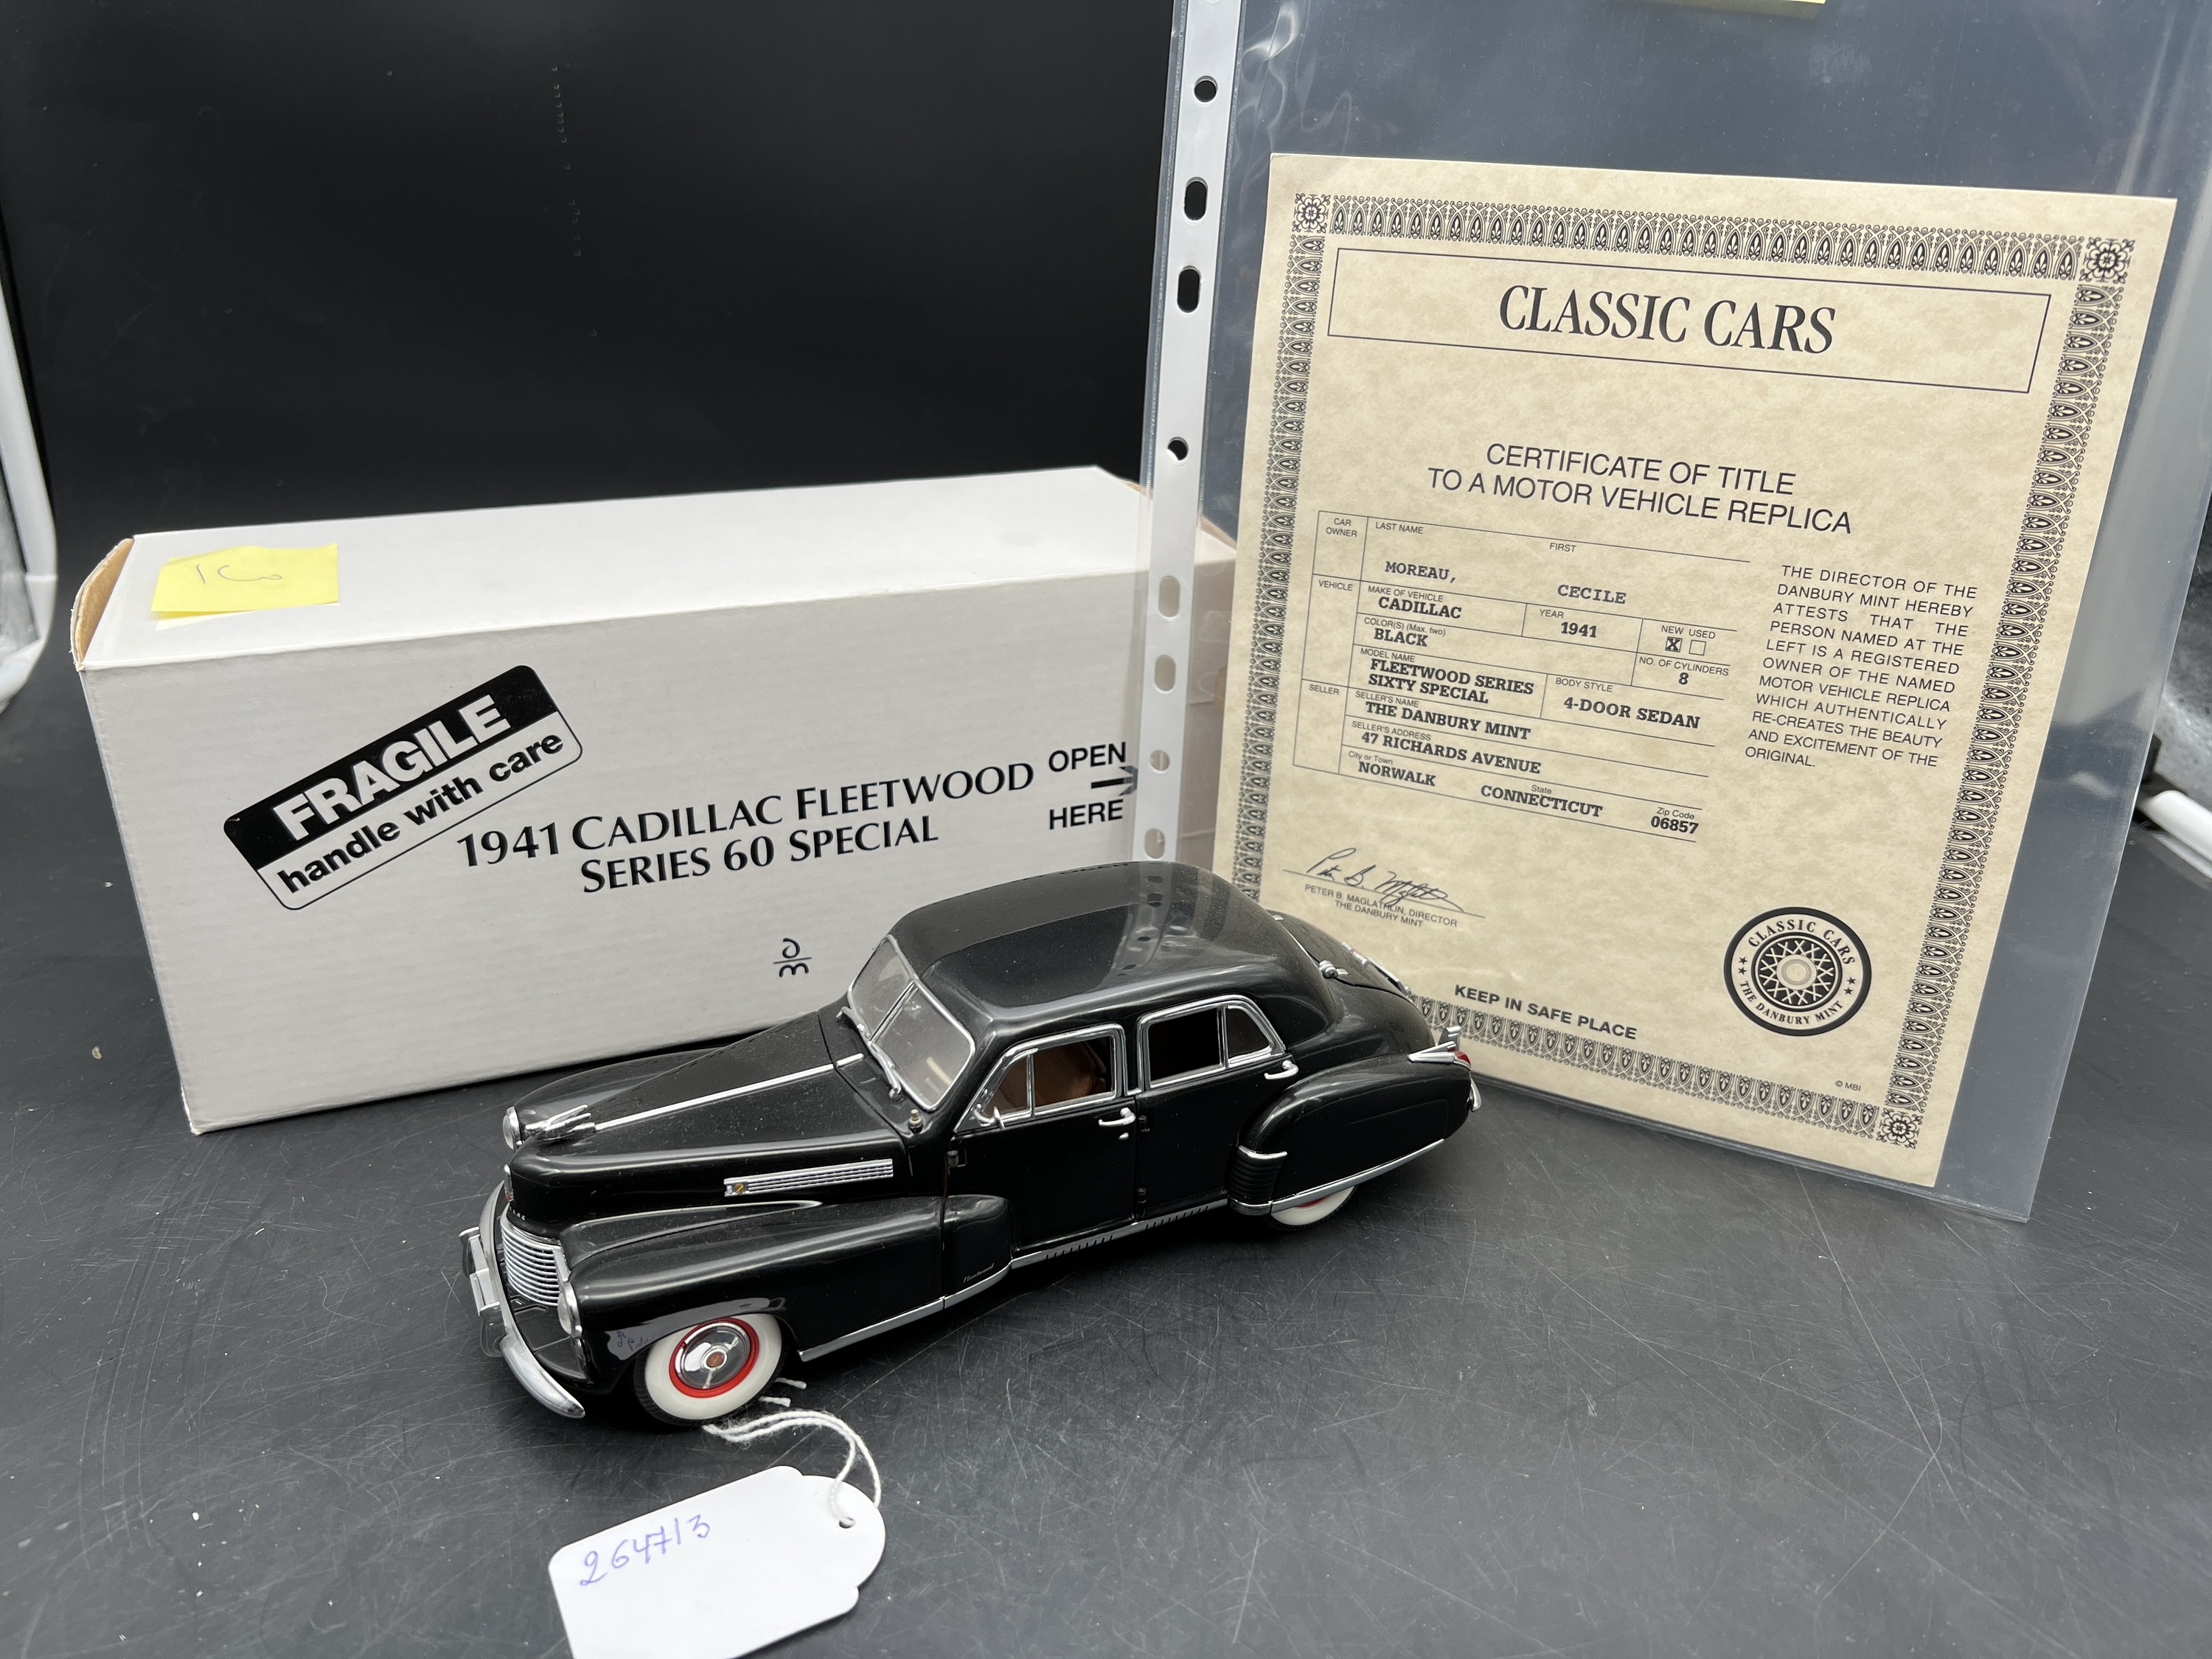 FRAGILE
handle with care
1941 CADILLAC FLEETWOOD
SERIES 60 SPECIAL
OPEN
HERE
CLASSIC CARS
CERTIFICATE OF TITLE
TO A MOTOR VEHICLE REPLICA
CAR OWNER
LAST NAME
FIRST
MOREAU,
CECILE
VEHICLE
MAKE OF VEHICLE
CADILLAC
YEAR
1941
NEW USED
X
COLOR(S) (Max. two)
BLACK
NO. OF CYLINDERS
8
MODEL NAME
FLEETWOOD SERIES
SIXTY SPECIAL
BODY STYLE
4-DOOR SEDAN
SELLER
SELLER'S NAME
THE DANBURY MINT
SELLER'S ADDRESS
47 RICHARDS AVENUE
City or Town
NORWALK
State
CONNECTICUT
Zip Code
06857
THE DIRECTOR OF THE
DANBURY MINT HEREBY
ATTESTS THAT THE
PERSON NAMED AT THE
LEFT IS A REGISTERED
OWNER OF THE NAMED
MOTOR VEHICLE REPLICA
WHICH AUTHENTICALLY
RE-CREATES THE BEAUTY
AND EXCITEMENT OF THE
ORIGINAL.
PETER B. MAGLATHLIN, DIRECTOR
THE DANBURY MINT
KEEP IN SAFE PLACE
CLASSIC CARS
THE DANBURY MINT
© MBI
Fleetwood
264713